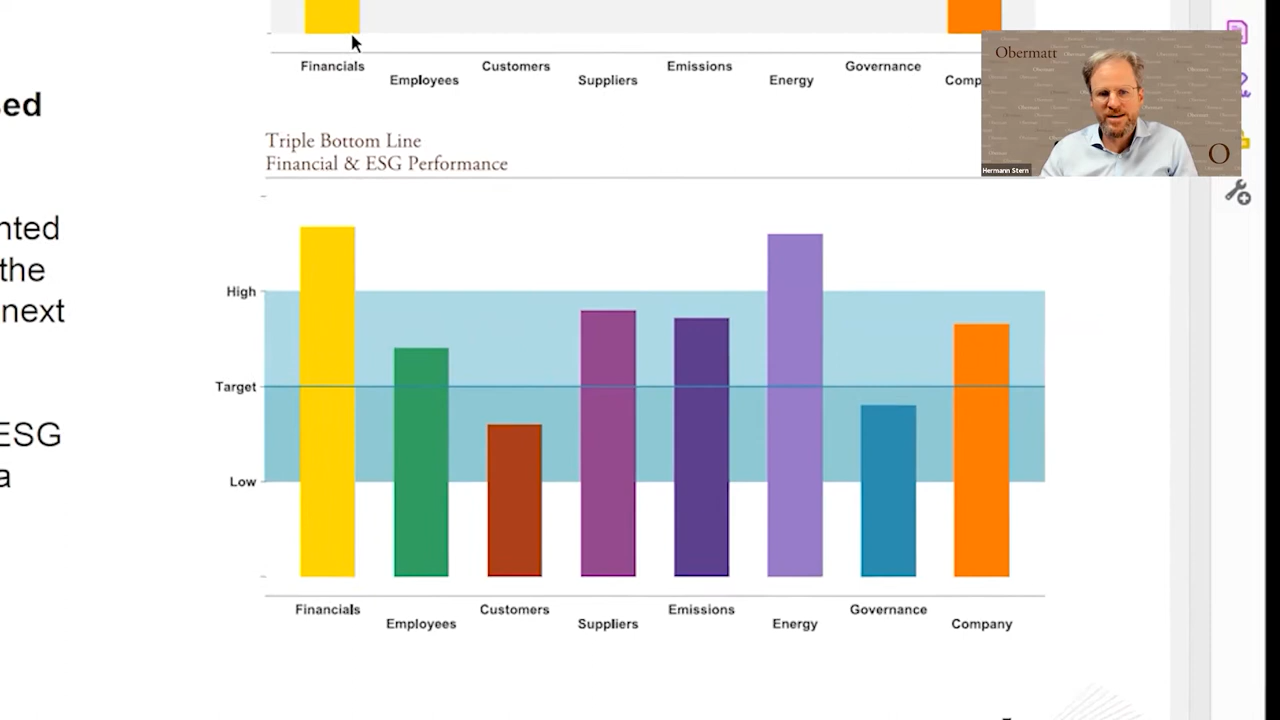 Financials
Employees
Customers
Suppliers
Emissions
Energy
Governance
Obermatt
O
Hermann Stern
ed
Triple Bottom Line
Financial & ESG Performance
nted
the
next
ESG
a
High
Target
Low
Financials
Employees
Customers
Suppliers
Emissions
Energy
Governance
Company